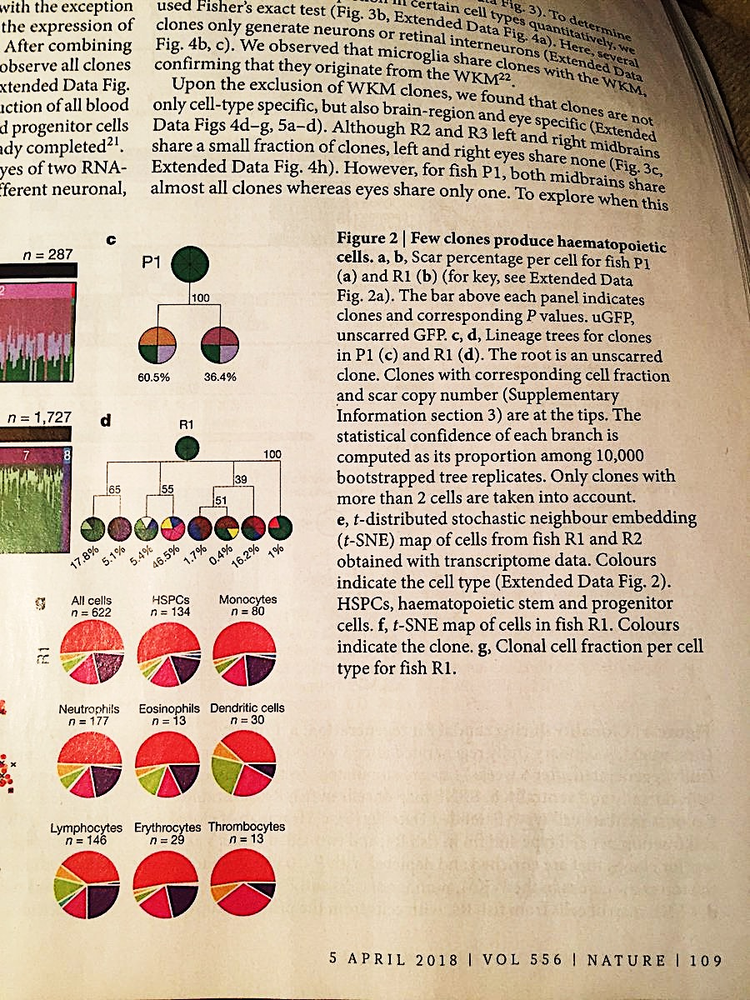 with the exception
the expression of
After combining
observe all clones
xtended Data Fig.
uction of all blood
d progenitor cells
ady completed²¹.
yes of two RNA-
fferent neuronal,
in certain cell types quantitatively, we
Fig. 3). To determine
used Fisher's exact test (Fig. 3b, Extended Data Fig. 4a). Here, several
clones only generate neurons or retinal interneurons (Extended Data
Fig. 4b, c). We observed that microglia share clones with the WKM,
confirming that they originate from the WKM²².
Upon the exclusion of WKM clones, we found that clones are not
only cell-type specific, but also brain-region and eye specific (Extended
Data Figs 4d–g, 5a–d). Although R2 and R3 left and right midbrains
share a small fraction of clones, left and right eyes share none (Fig. 3c,
Extended Data Fig. 4h). However, for fish P1, both midbrains share
almost all clones whereas eyes share only one. To explore when this
n = 287
2
c
P1
100
60.5% 36.4%
n = 1,727
7 8
d
R1
100
65 55 39
51
17.8% 5.1% 5.4% 46.5% 1.7% 0.4% 16.2% 1%
g
R1
All cells HSPCs Monocytes
n = 622 n = 134 n = 80
Neutrophils Eosinophils Dendritic cells
n = 177 n = 13 n = 30
Lymphocytes Erythrocytes Thrombocytes
n = 146 n = 29 n = 13
Figure 2 | Few clones produce haematopoietic
cells. a, b, Scar percentage per cell for fish P1
(a) and R1 (b) (for key, see Extended Data
Fig. 2a). The bar above each panel indicates
clones and corresponding P values. uGFP,
unscarred GFP. c, d, Lineage trees for clones
in P1 (c) and R1 (d). The root is an unscarred
clone. Clones with corresponding cell fraction
and scar copy number (Supplementary
Information section 3) are at the tips. The
statistical confidence of each branch is
computed as its proportion among 10,000
bootstrapped tree replicates. Only clones with
more than 2 cells are taken into account.
e, t-distributed stochastic neighbour embedding
(t-SNE) map of cells from fish R1 and R2
obtained with transcriptome data. Colours
indicate the cell type (Extended Data Fig. 2).
HSPCs, haematopoietic stem and progenitor
cells. f, t-SNE map of cells in fish R1. Colours
indicate the clone. g, Clonal cell fraction per cell
type for fish R1.
5 APRIL 2018 | VOL 556 | NATURE | 109